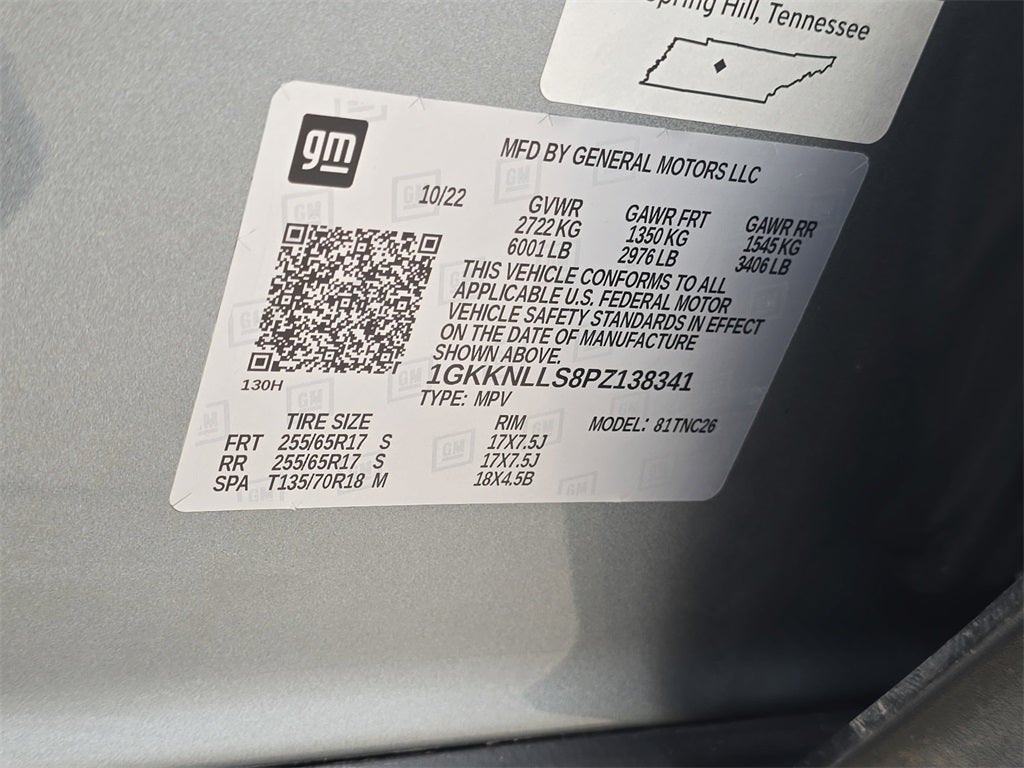 Spring Hill, Tennessee
gm
MFD BY GENERAL MOTORS LLC
10/22
GVWR GAWR FRT GAWR RR
2722 KG 1350 KG 1545 KG
6001 LB 2976 LB 3406 LB
THIS VEHICLE CONFORMS TO ALL
APPLICABLE U.S. FEDERAL MOTOR
VEHICLE SAFETY STANDARDS IN EFFECT
ON THE DATE OF MANUFACTURE
SHOWN ABOVE.
130H
1GKKNLLS8PZ138341
TYPE: MPV
TIRE SIZE RIM MODEL: 81TNC26
FRT 255/65R17 S 17X7.5J
RR 255/65R17 S 17X7.5J
SPA T135/70R18 M 18X4.5B